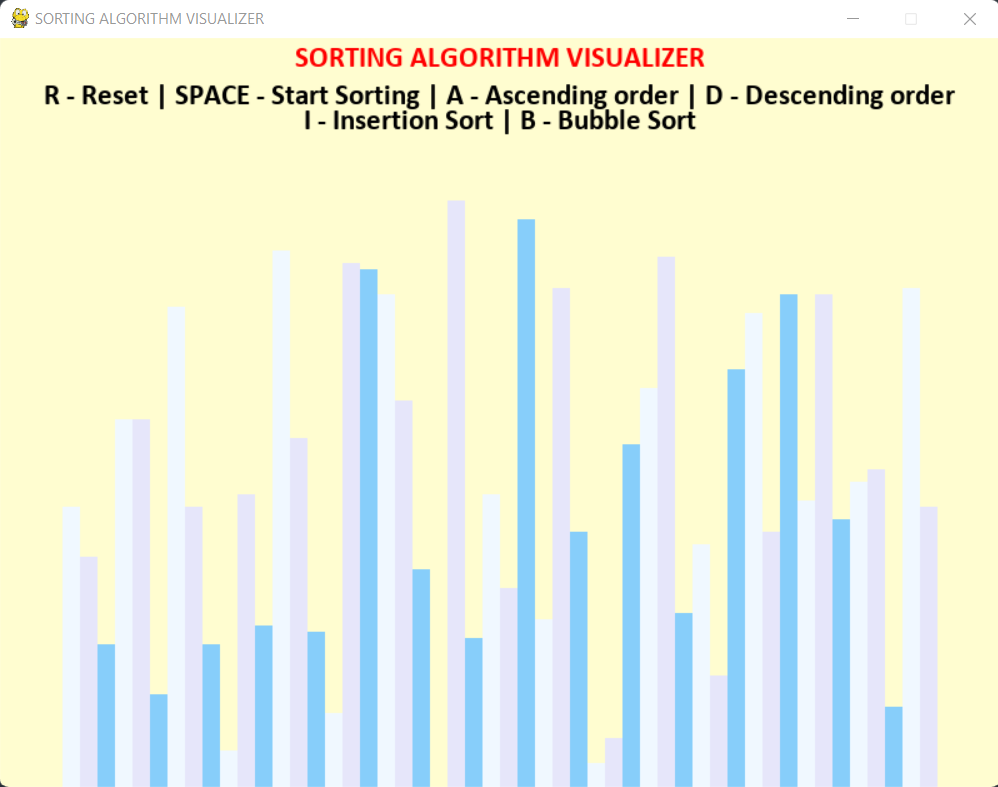 SORTING ALGORITHM VISUALIZER
SORTING ALGORITHM VISUALIZER
R - Reset | SPACE - Start Sorting | A - Ascending order | D - Descending order
I - Insertion Sort | B - Bubble Sort